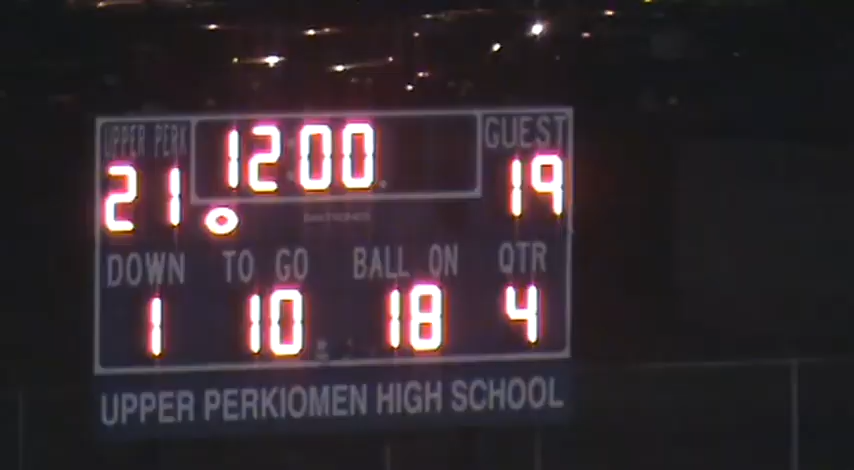 UPPER PERK 12:00 GUEST
21 19
DOWN TO GO BALL ON QTR
1 10 18 4
UPPER PERKIOMEN HIGH SCHOOL